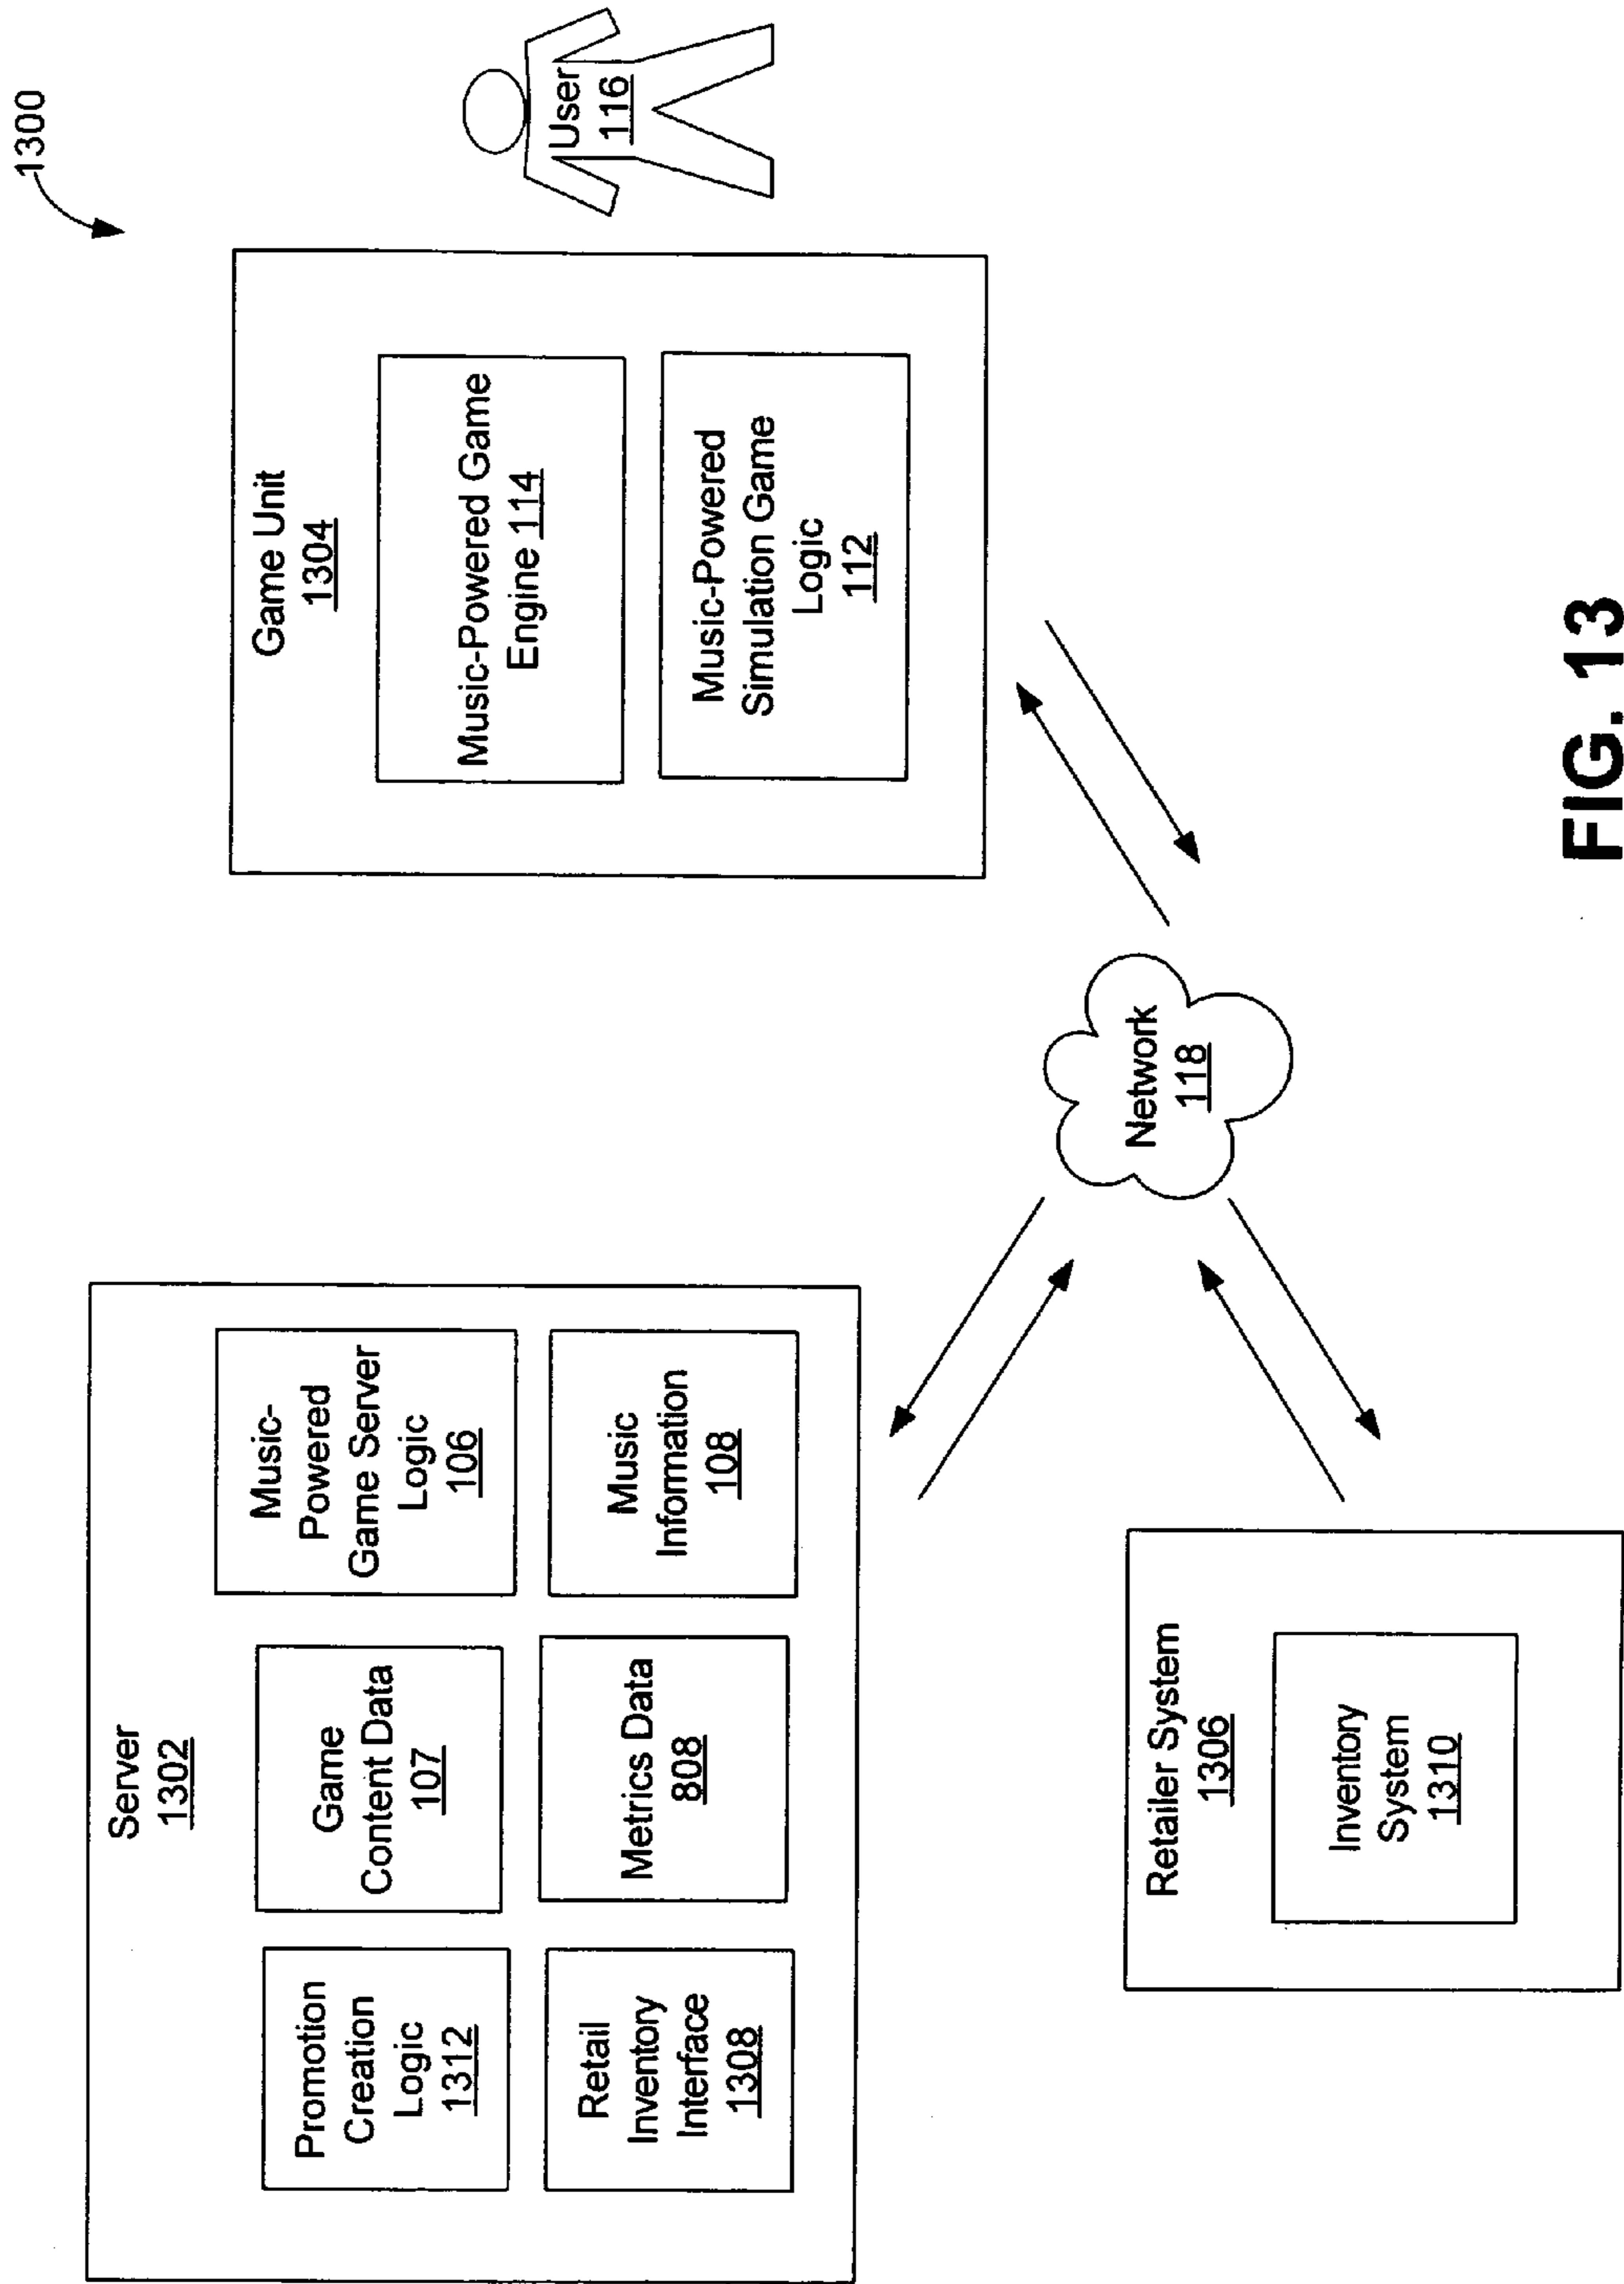 1300
Server
1302
Promotion
Creation
Logic
1312
Game
Content Data
107
Music-
Powered
Game Server
Logic
106
Retail
Inventory
Interface
1308
Metrics Data
808
Music
Information
108
Game Unit
1304
Music-Powered Game
Engine 114
Music-Powered
Simulation Game
Logic
112
User
116
Network
118
Retailer System
1306
Inventory
System
1310
FIG. 13